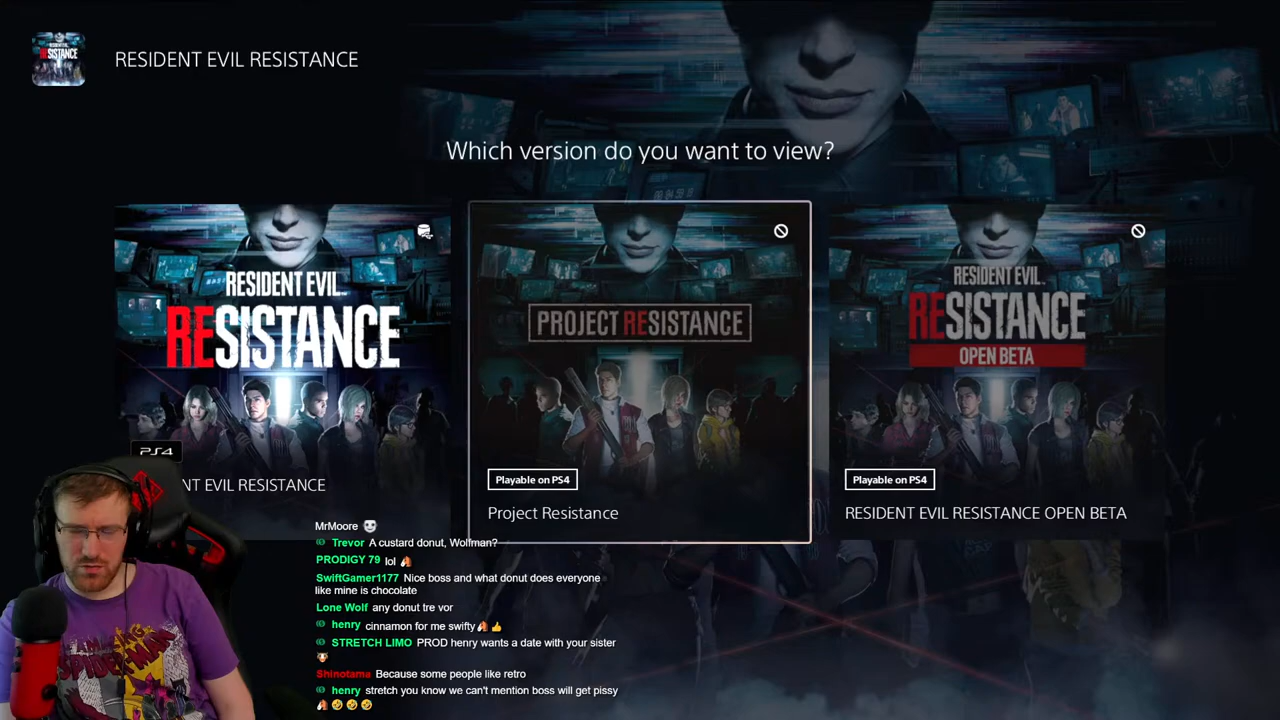 RESIDENT EVIL RESISTANCE
Which version do you want to view?
RESIDENT EVIL
RESISTANCE
PS4
NT EVIL RESISTANCE
PROJECT RESISTANCE
Playable on PS4
Project Resistance
RESIDENT EVIL
RESISTANCE
OPEN BETA
Playable on PS4
RESIDENT EVIL RESISTANCE OPEN BETA
MrMoore
Trevor A custard donut, Wolfman?
PRODIGY 79 lol
SwiftGamer1177 Nice boss and what donut does everyone
like mine is chocolate
Lone Wolf any donut tre vor
henry cinnamon for me swifty
STRETCH LIMO PROD henry wants a date with your sister
Shinotama Because some people like retro
henry stretch you know we can't mention boss will get pissy